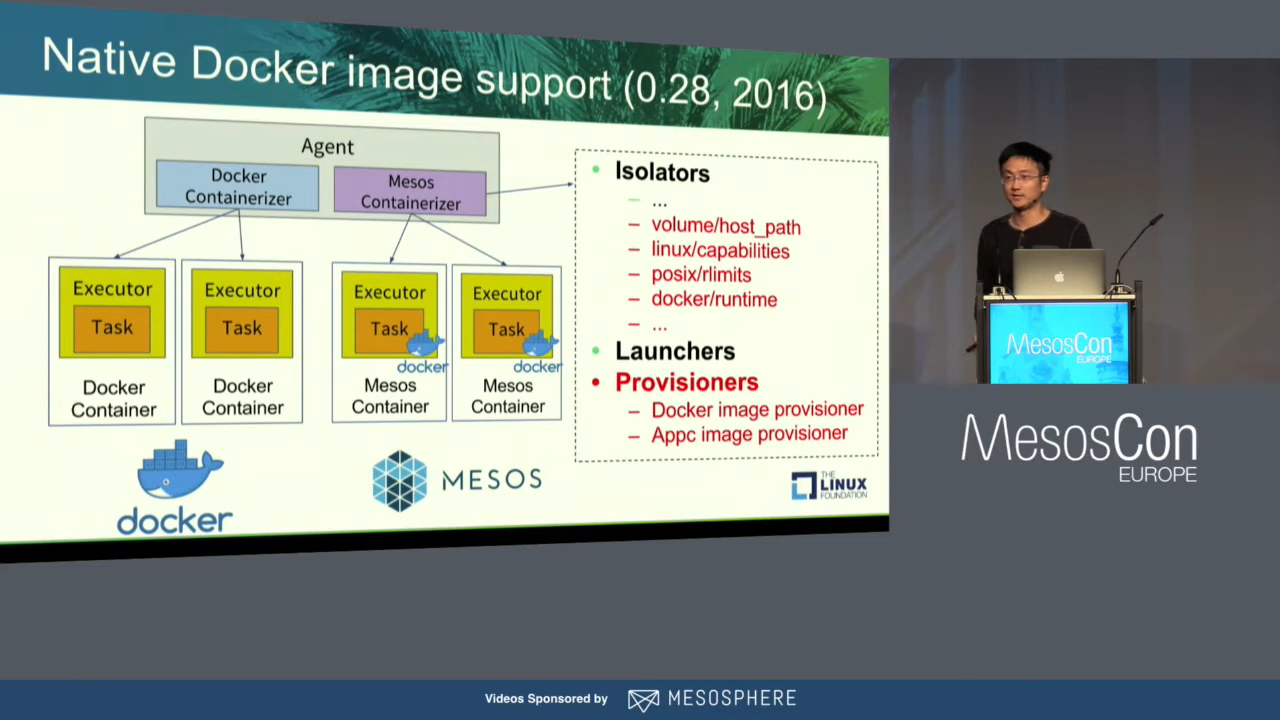 Native Docker image support (0.28, 2016)
Agent
Docker
Containerizer
Mesos
Containerizer
Executor
Task
Docker
Container
Executor
Task
Docker
Container
Executor
Task
docker
Mesos
Container
Executor
Task
docker
Mesos
Container
docker
MESOS
• Isolators
– ...
– volume/host_path
– linux/capabilities
– posix/rlimits
– docker/runtime
– ...
• Launchers
• Provisioners
– Docker image provisioner
– Appc image provisioner
THE
LINUX
FOUNDATION
MesosCon
EUROPE
MesosCon
EUROPE
Videos Sponsored by
MESOSPHERE